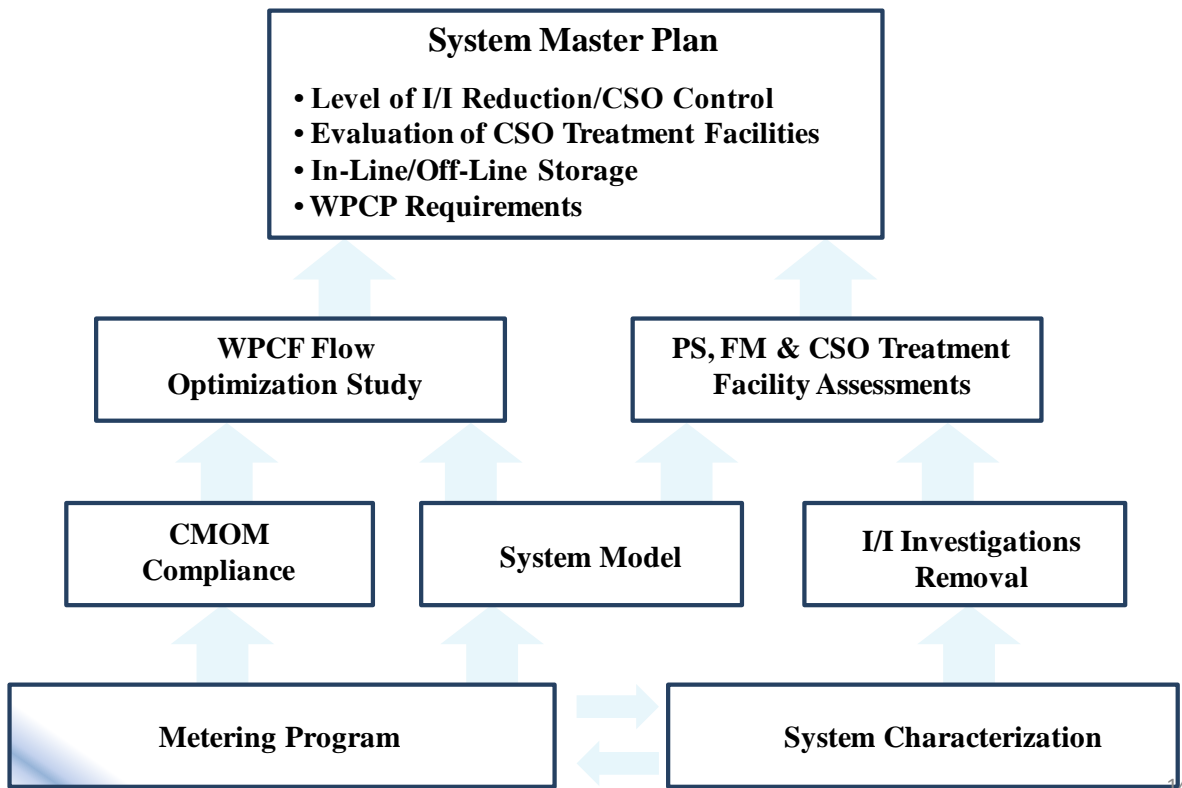 System Master Plan
• Level of I/I Reduction/CSO Control
• Evaluation of CSO Treatment Facilities
• In-Line/Off-Line Storage
• WPCP Requirements
WPCF Flow
Optimization Study
PS, FM & CSO Treatment
Facility Assessments
CMOM
Compliance
System Model
I/I Investigations
Removal
Metering Program
System Characterization